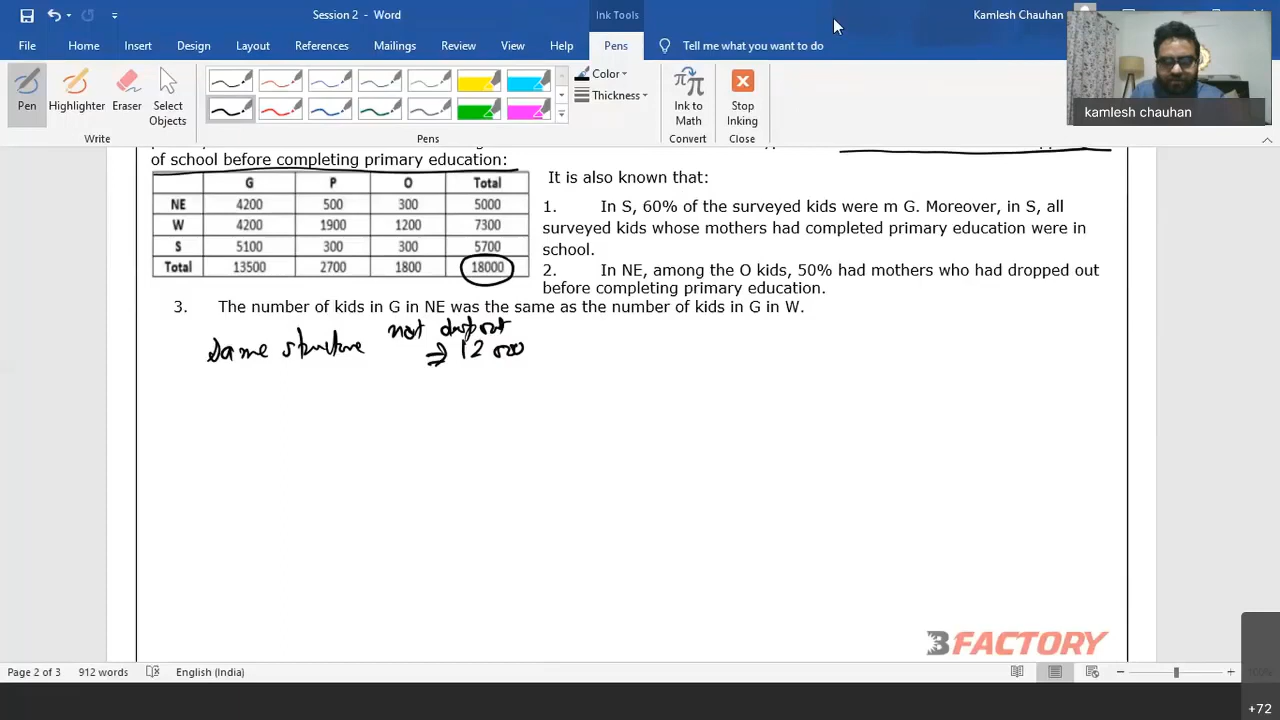 Session 2 - Word
Ink Tools
Kamlesh Chauhan
File Home Insert Design Layout References Mailings Review View Help Pens Tell me what you want to do
Pen Highlighter Eraser Select Objects
Color
Thickness
Ink to Math
Stop Inking
Write Pens Convert Close
kamlesh chauhan
of school before completing primary education:
G P O Total
NE 4200 500 300 5000
W 4200 1900 1200 7300
S 5100 300 300 5700
Total 13500 2700 1800 18000
It is also known that:
1. In S, 60% of the surveyed kids were m G. Moreover, in S, all
surveyed kids whose mothers had completed primary education were in
school.
2. In NE, among the O kids, 50% had mothers who had dropped out
before completing primary education.
3. The number of kids in G in NE was the same as the number of kids in G in W.
Same structure
not dropout
⇒ 12 000
3FACTORY
Page 2 of 3 912 words English (India)
100%
+72